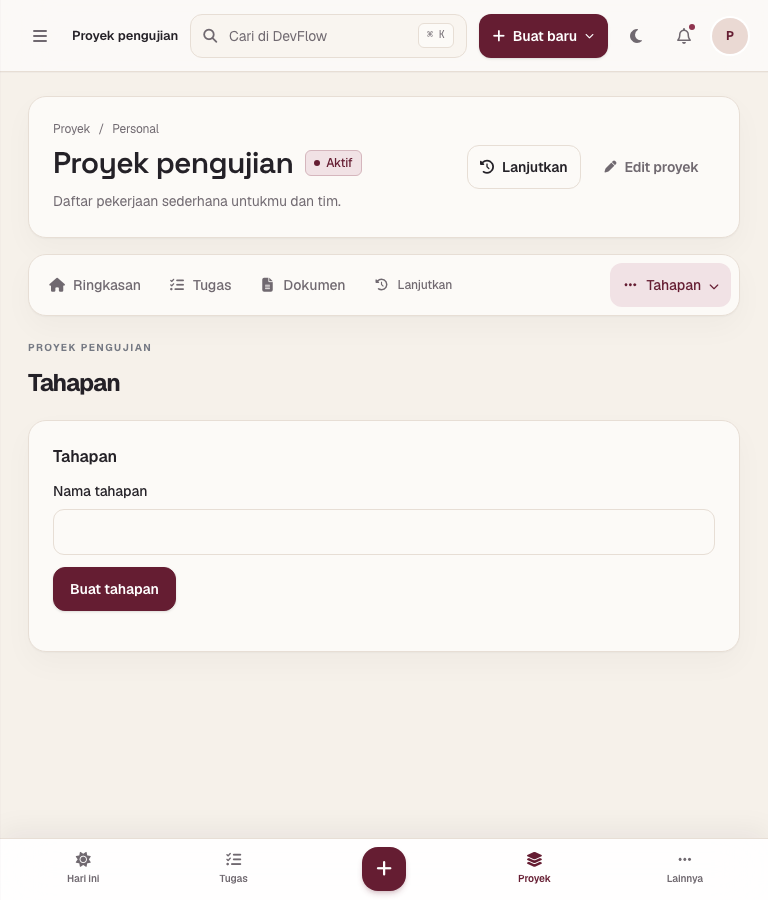 Proyek pengujian
Cari di DevFlow
⌘ K
Buat baru
P
Proyek / Personal
Proyek pengujian
Aktif
Daftar pekerjaan sederhana untukmu dan tim.
Lanjutkan
Edit proyek
Ringkasan
Tugas
Dokumen
Lanjutkan
Tahapan
PROYEK PENGUJIAN
Tahapan
Tahapan
Nama tahapan
Buat tahapan
Hari ini
Tugas
Proyek
Lainnya